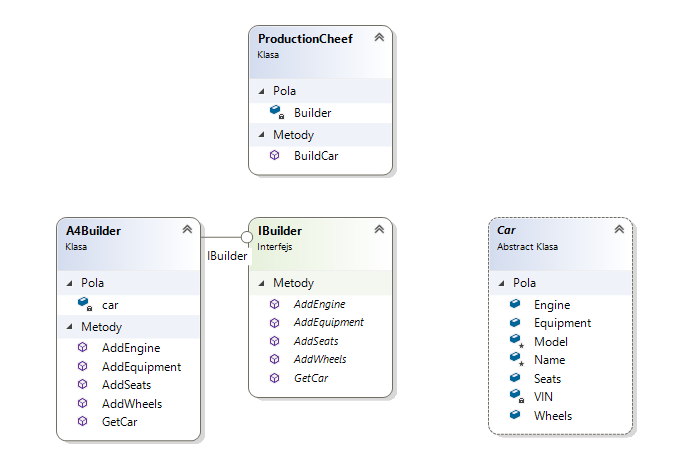 ProductionCheef
Klasa
Pola
Builder
Metody
BuildCar
A4Builder
Klasa
Pola
car
Metody
AddEngine
AddEquipment
AddSeats
AddWheels
GetCar
IBuilder
IBuilder
Interfejs
Metody
AddEngine
AddEquipment
AddSeats
AddWheels
GetCar
Car
Abstract Klasa
Pola
Engine
Equipment
Model
Name
Seats
VIN
Wheels